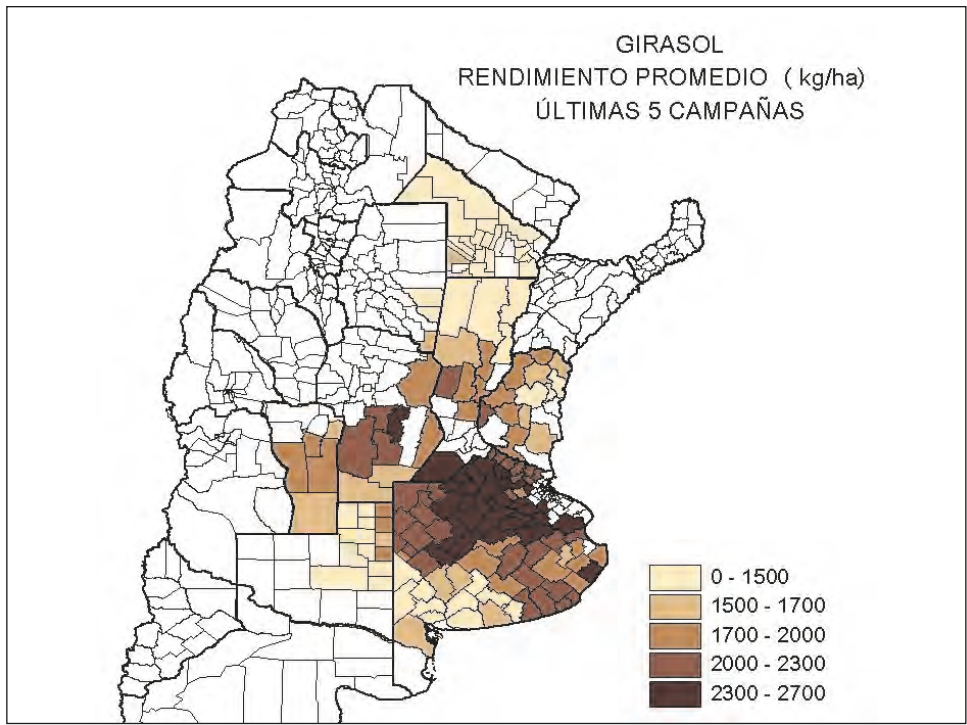 GIRASOL
RENDIMIENTO PROMEDIO ( kg/ha)
ÚLTIMAS 5 CAMPAÑAS
0 - 1500
1500 - 1700
1700 - 2000
2000 - 2300
2300 - 2700